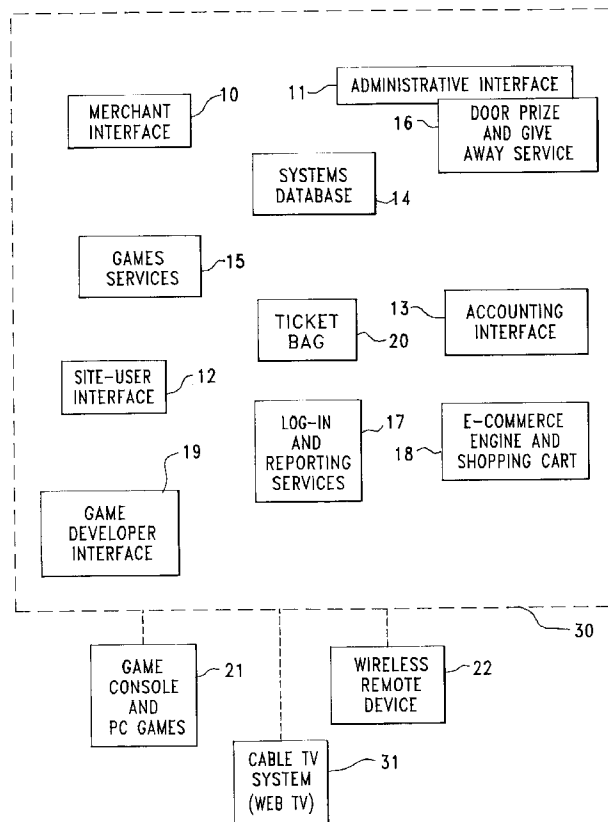 10
MERCHANT
INTERFACE
11
ADMINISTRATIVE INTERFACE
16
DOOR PRIZE
AND GIVE
AWAY SERVICE
SYSTEMS
DATABASE
14
GAMES
SERVICES
15
TICKET
BAG
20
13
ACCOUNTING
INTERFACE
SITE-USER
INTERFACE
12
LOG-IN
AND
REPORTING
SERVICES
17
E-COMMERCE
ENGINE AND
SHOPPING CART
18
19
GAME
DEVELOPER
INTERFACE
30
GAME
CONSOLE
AND
PC GAMES
21
WIRELESS
REMOTE
DEVICE
22
CABLE TV
SYSTEM
(WEB TV)
31